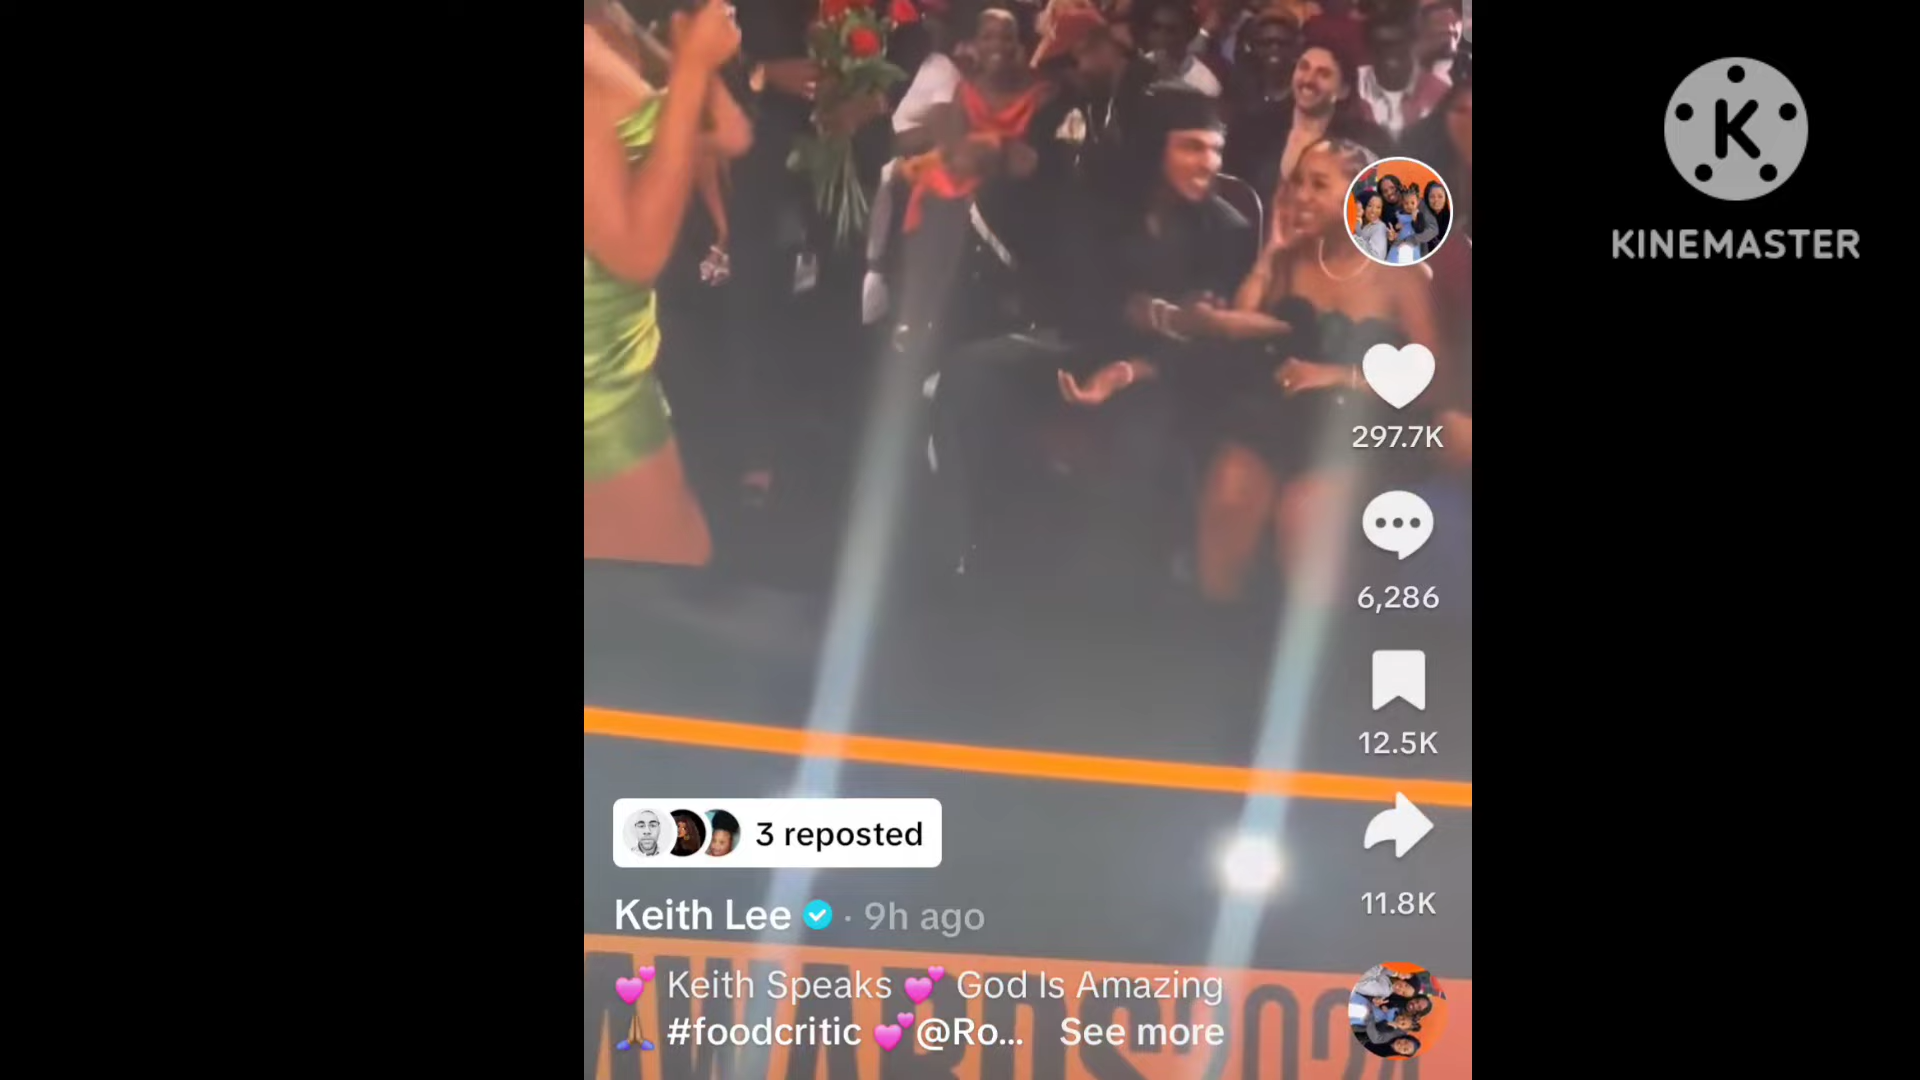 K
KINEMASTER
297.7K
6,286
12.5K
11.8K
3 reposted
Keith Lee · 9h ago
💕 Keith Speaks 💕 God Is Amazing
🙏🏾 #foodcritic 💕@Ro... See more